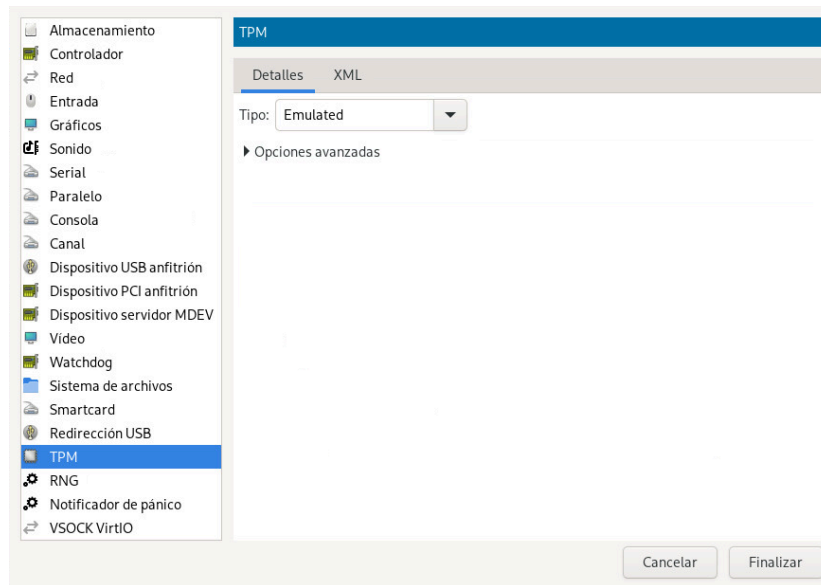 Almacenamiento
Controlador
Red
Entrada
Gráficos
Sonido
Serial
Paralelo
Consola
Canal
Dispositivo USB anfitrión
Dispositivo PCI anfitrión
Dispositivo servidor MDEV
Vídeo
Watchdog
Sistema de archivos
Smartcard
Redirección USB
TPM
RNG
Notificador de pánico
VSOCK VirtIO
TPM
Detalles XML
Tipo: Emulated
Opciones avanzadas
Cancelar Finalizar